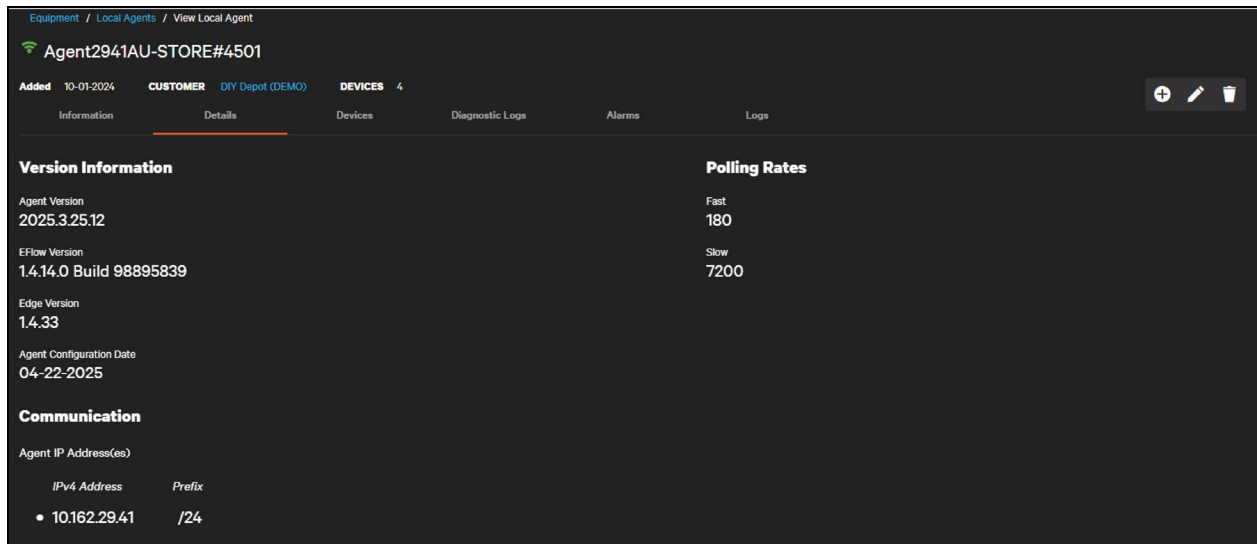 Equipment / Local Agents / View Local Agent
Agent2941AU-STORE#4501
Added 10-01-2024 CUSTOMER DIY Depot (DEMO) DEVICES 4
Information Details Devices Diagnostic Logs Alarms Logs
Version Information
Agent Version
2025.3.25.12
EFlow Version
1.4.14.0 Build 98895839
Edge Version
1.4.33
Agent Configuration Date
04-22-2025
Communication
Agent IP Address(es)
IPv4 Address Prefix
• 10.162.29.41 /24
Polling Rates
Fast
180
Slow
7200